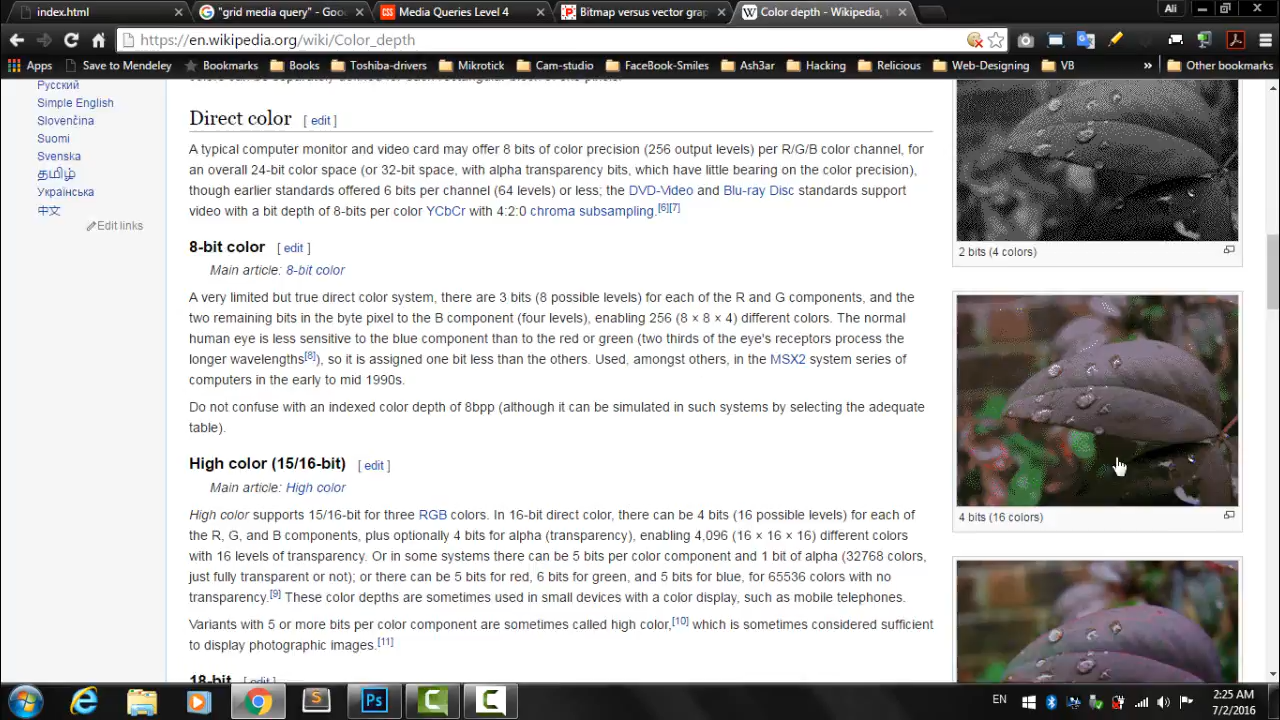 index.html
"grid media query" - Goo
Media Queries Level 4
Bitmap versus vector grap
Color depth - Wikipedia, t
Ali
https://en.wikipedia.org/wiki/Color_depth
Apps
Save to Mendeley
Bookmarks
Books
Toshiba-drivers
Mikrotick
Cam-studio
FaceBook-Smiles
Ash3ar
Hacking
Relicious
Web-Designing
VB
»
Other bookmarks
Русский
Simple English
Slovenčina
Suomi
Svenska
தமிழ்
Українська
中文
Edit links
Direct color [ edit ]
A typical computer monitor and video card may offer 8 bits of color precision (256 output levels) per R/G/B color channel, for
an overall 24-bit color space (or 32-bit space, with alpha transparency bits, which have little bearing on the color precision),
though earlier standards offered 6 bits per channel (64 levels) or less; the DVD-Video and Blu-ray Disc standards support
video with a bit depth of 8-bits per color YCbCr with 4:2:0 chroma subsampling.[6][7]
8-bit color [ edit ]
Main article: 8-bit color
A very limited but true direct color system, there are 3 bits (8 possible levels) for each of the R and G components, and the
two remaining bits in the byte pixel to the B component (four levels), enabling 256 (8 × 8 × 4) different colors. The normal
human eye is less sensitive to the blue component than to the red or green (two thirds of the eye's receptors process the
longer wavelengths[8]), so it is assigned one bit less than the others. Used, amongst others, in the MSX2 system series of
computers in the early to mid 1990s.
Do not confuse with an indexed color depth of 8bpp (although it can be simulated in such systems by selecting the adequate
table).
High color (15/16-bit) [ edit ]
Main article: High color
High color supports 15/16-bit for three RGB colors. In 16-bit direct color, there can be 4 bits (16 possible levels) for each of
the R, G, and B components, plus optionally 4 bits for alpha (transparency), enabling 4,096 (16 × 16 × 16) different colors
with 16 levels of transparency. Or in some systems there can be 5 bits per color component and 1 bit of alpha (32768 colors,
just fully transparent or not); or there can be 5 bits for red, 6 bits for green, and 5 bits for blue, for 65536 colors with no
transparency.[9] These color depths are sometimes used in small devices with a color display, such as mobile telephones.
Variants with 5 or more bits per color component are sometimes called high color,[10] which is sometimes considered sufficient
to display photographic images.[11]
18-bit [ edit ]
2 bits (4 colors)
4 bits (16 colors)
Ps
EN
2:25 AM
7/2/2016